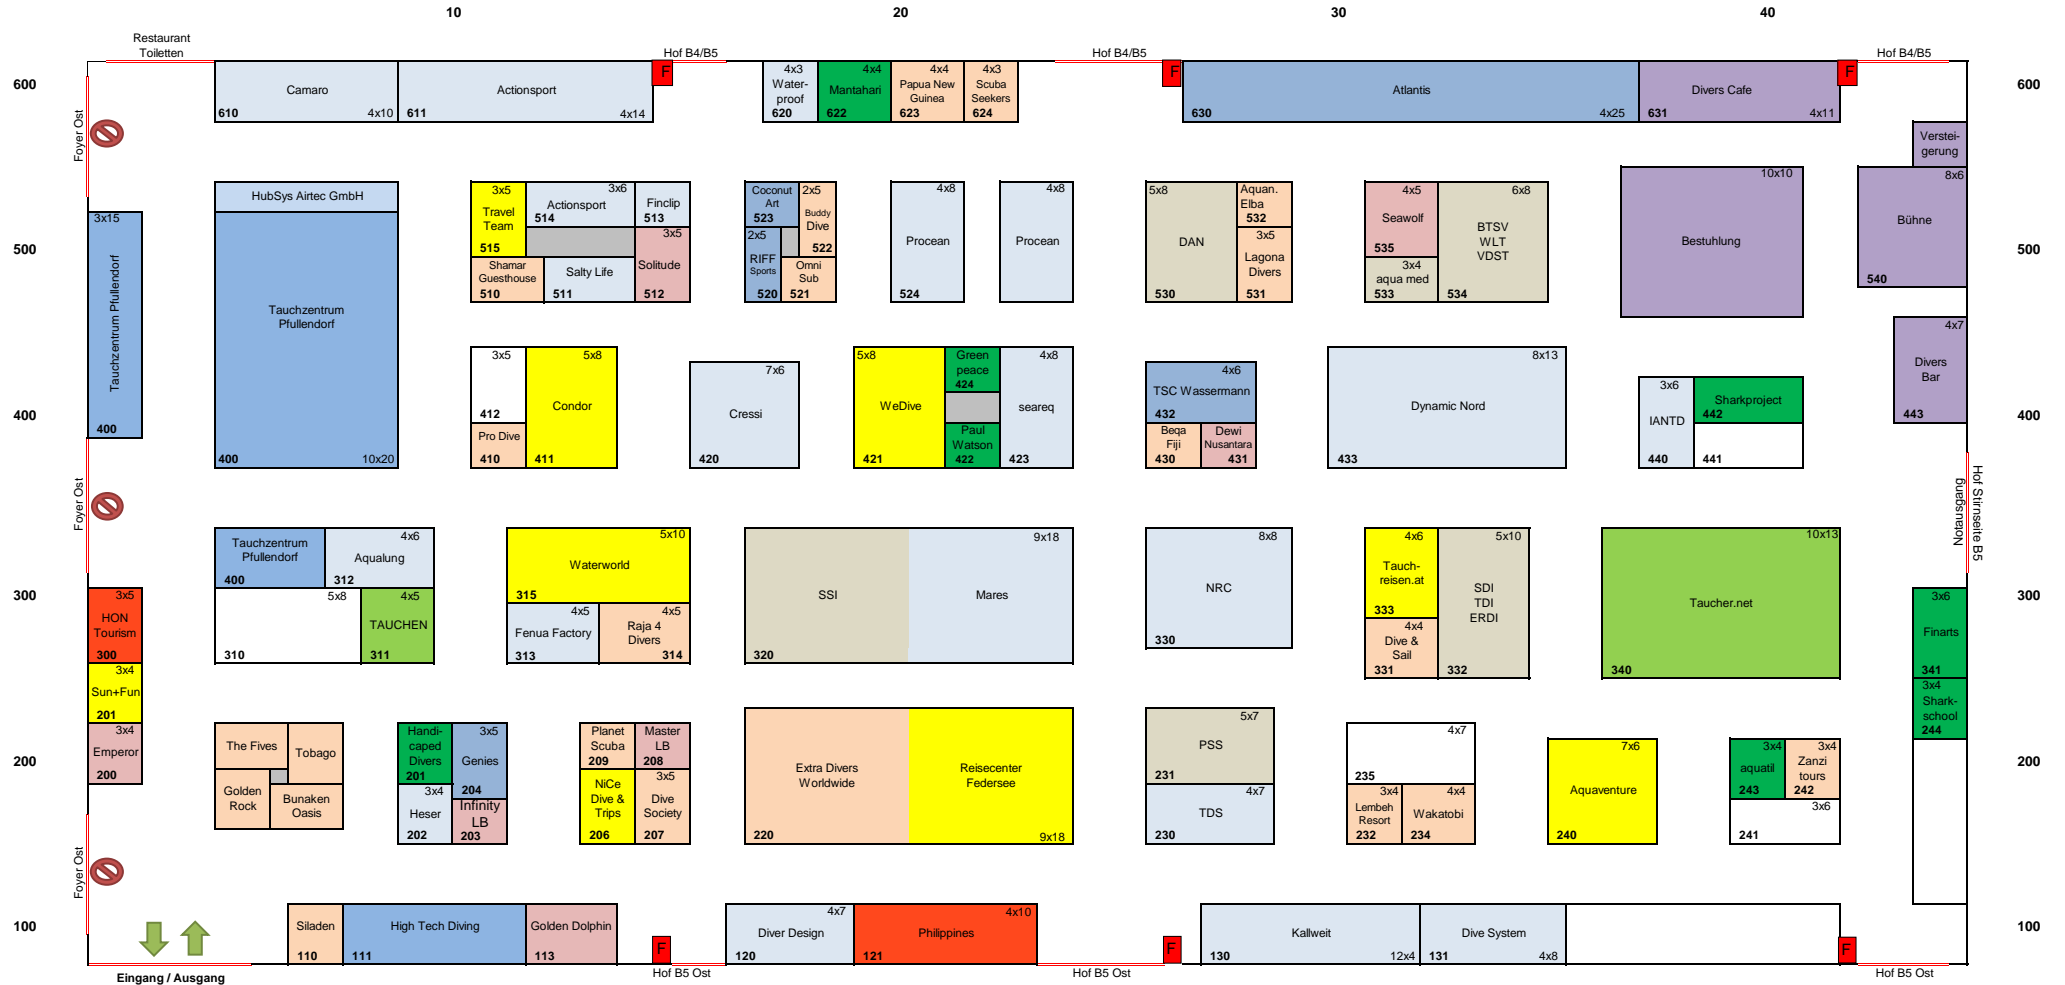 10
20
30
40
Restaurant
Toiletten
Hof B4/B5
Hof B4/B5
Hof B4/B5
600
600
Foyer Ost
Camaro
610
4x10
Actionsport
611
4x14
F
4x3
Water-
proof
620
4x4
Mantahari
622
4x4
Papua New
Guinea
623
4x3
Scuba
Seekers
624
F
Atlantis
630
4x25
Divers Cafe
631
4x11
F
Verstei-
gerung
HubSys Airtec GmbH
3x15
Tauchzentrum Pfullendorf
400
Tauchzentrum
Pfullendorf
400
10x20
500
500
3x5
Travel
Team
515
3x6
Actionsport
514
Finclip
513
3x5
Solitude
512
Shamar
Guesthouse
510
Salty Life
511
Coconut
Art
523
2x5
Buddy
Dive
522
2x5
RIFF
Sports
520
Omni
Sub
521
4x8
Procean
524
4x8
Procean
5x8
DAN
530
Aquan.
Elba
532
3x5
Lagona
Divers
531
4x5
Seawolf
535
3x4
aqua med
533
6x8
BTSV
WLT
VDST
534
10x10
Bestuhlung
8x6
Bühne
540
400
400
3x5
412
Pro Dive
410
5x8
Condor
411
7x6
Cressi
420
5x8
WeDive
421
Green
peace
424
Paul
Watson
422
4x8
seareq
423
4x6
TSC Wassermann
432
Beqa
Fiji
430
Dewi
Nusantara
431
8x13
Dynamic Nord
433
3x6
IANTD
440
Sharkproject
442
441
4x7
Divers
Bar
443
Foyer Ost
Notausgang
Hof Stirnseite B5
300
300
Tauchzentrum
Pfullendorf
400
4x6
Aqualung
312
5x8
310
4x5
TAUCHEN
311
3x5
HON
Tourism
300
3x4
Sun+Fun
201
3x4
Emperor
200
5x10
Waterworld
315
4x5
Fenua Factory
313
4x5
Raja 4
Divers
314
SSI
320
9x18
Mares
8x8
NRC
330
4x6
Tauch-
reisen.at
333
4x4
Dive &
Sail
331
5x10
SDI
TDI
ERDI
332
10x13
Taucher.net
340
3x6
Finarts
341
3x4
Shark-
school
244
200
200
The Fives
Tobago
Golden
Rock
Bunaken
Oasis
Handi-
caped
Divers
201
3x5
Genies
204
3x4
Heser
202
Infinity
LB
203
Planet
Scuba
209
Master
LB
208
NiCe
Dive &
Trips
206
3x5
Dive
Society
207
Extra Divers
Worldwide
220
Reisecenter
Federsee
9x18
5x7
PSS
231
4x7
TDS
230
4x7
235
3x4
Lembeh
Resort
232
4x4
Wakatobi
234
7x6
Aquaventure
240
3x4
aquatil
243
3x4
Zanzi
tours
242
3x6
241
Foyer Ost
100
100
Siladen
110
High Tech Diving
111
Golden Dolphin
113
F
4x7
Diver Design
120
4x10
Philippines
121
F
Kallweit
130
12x4
Dive System
131
4x8
F
Eingang / Ausgang
Hof B5 Ost
Hof B5 Ost
Hof B5 Ost